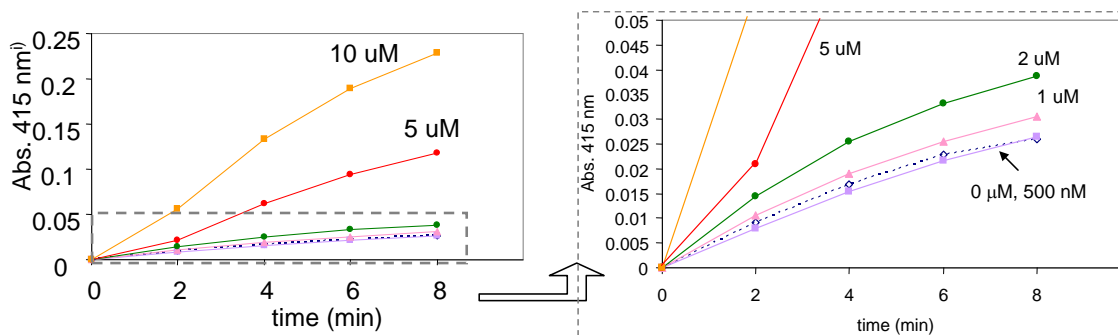 Abs. 415 nmʲ⁾
0.25
0.2
0.15
0.1
0.05
0
10 uM
5 uM
0 2 4 6 8
time (min)
Abs. 415 nm
0.05
0.045
0.04
0.035
0.03
0.025
0.02
0.015
0.01
0.005
0
5 uM
2 uM
1 uM
0 µM, 500 nM
0 2 4 6 8
time (min)